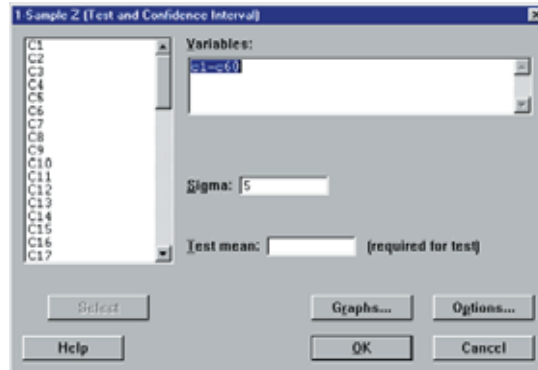 1-Sample Z (Test and Confidence Interval)
C1
C2
C3
C4
C5
C6
C7
C8
C9
C10
C11
C12
C13
C14
C15
C16
C17
Variables:
c1-c60
Sigma: 5
Test mean: (required for test)
Select
Graphs...
Options...
Help
OK
Cancel